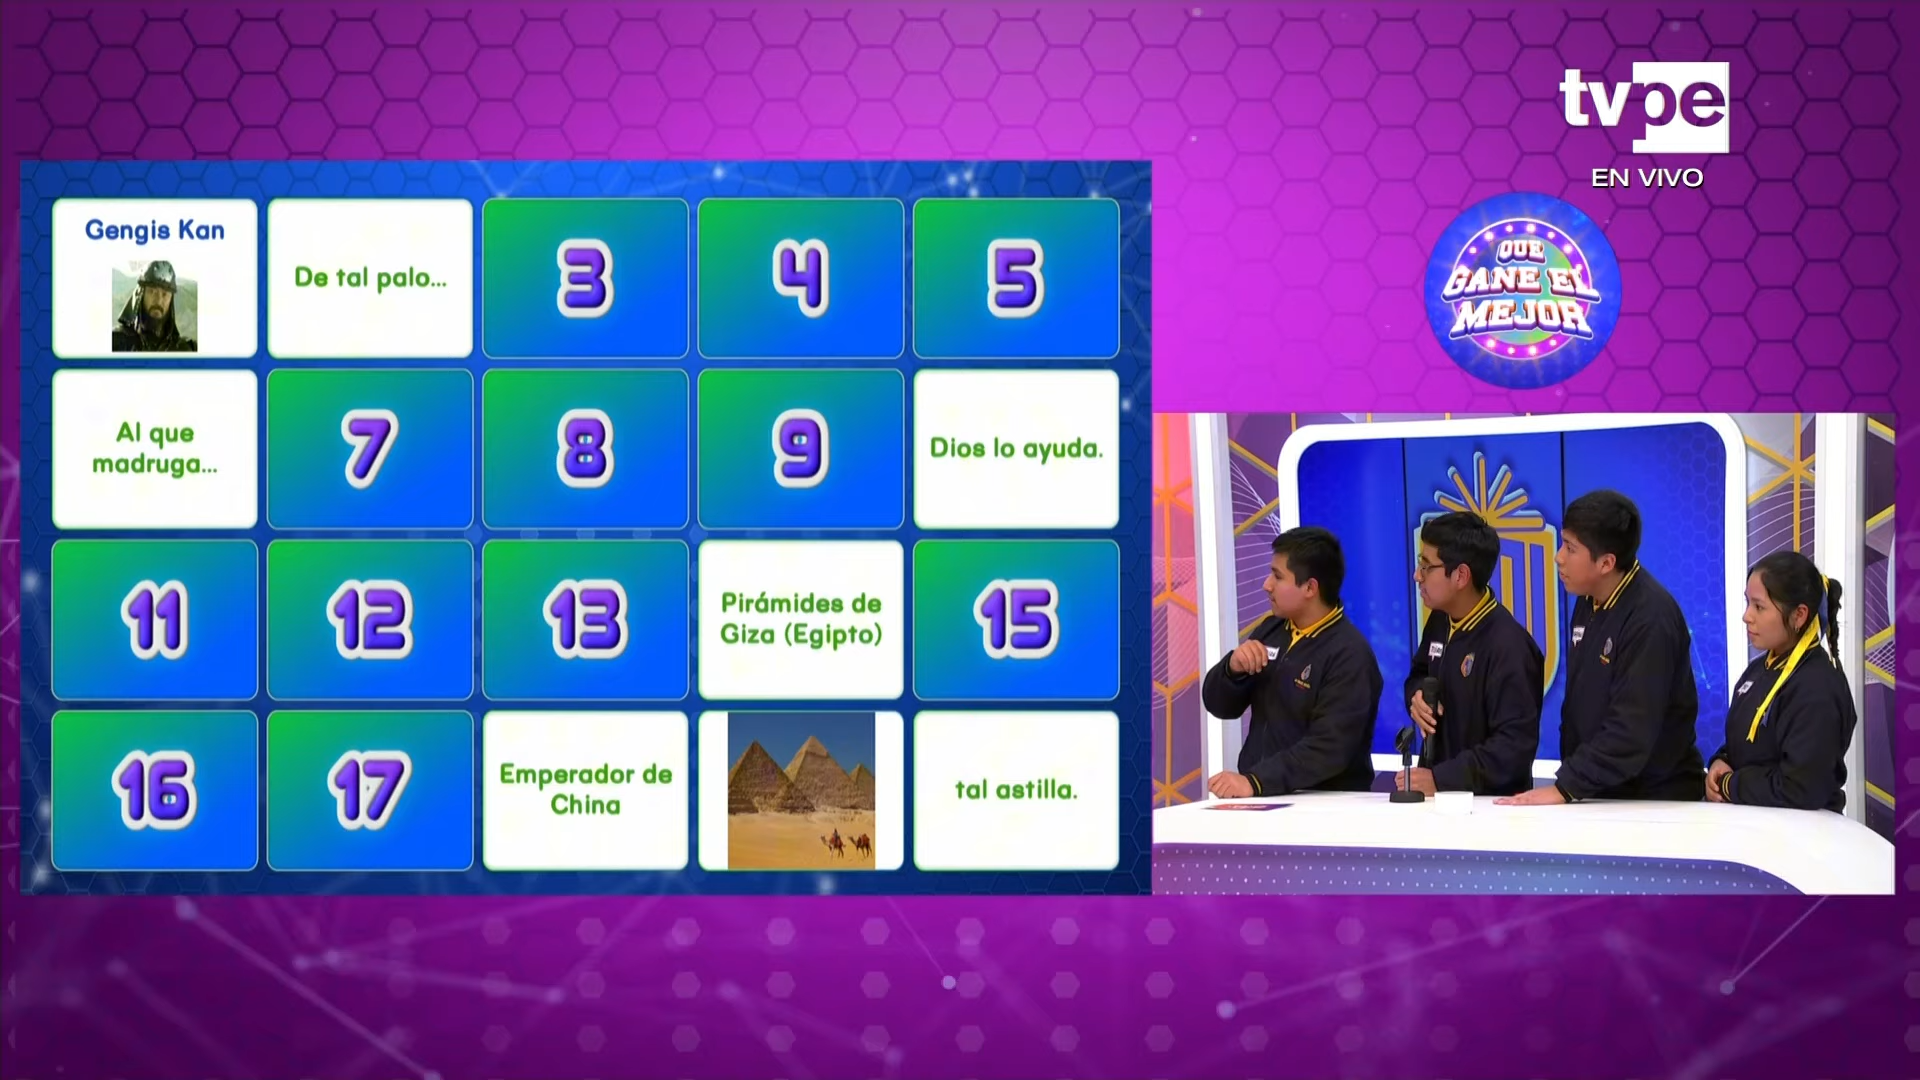 tvpe
EN VIVO
QUE
GANE EL
MEJOR
Gengis Kan
De tal palo...
3
4
5
Al que
madruga...
7
8
9
Dios lo ayuda.
11
12
13
Pirámides de
Giza (Egipto)
15
16
17
Emperador de
China
tal astilla.